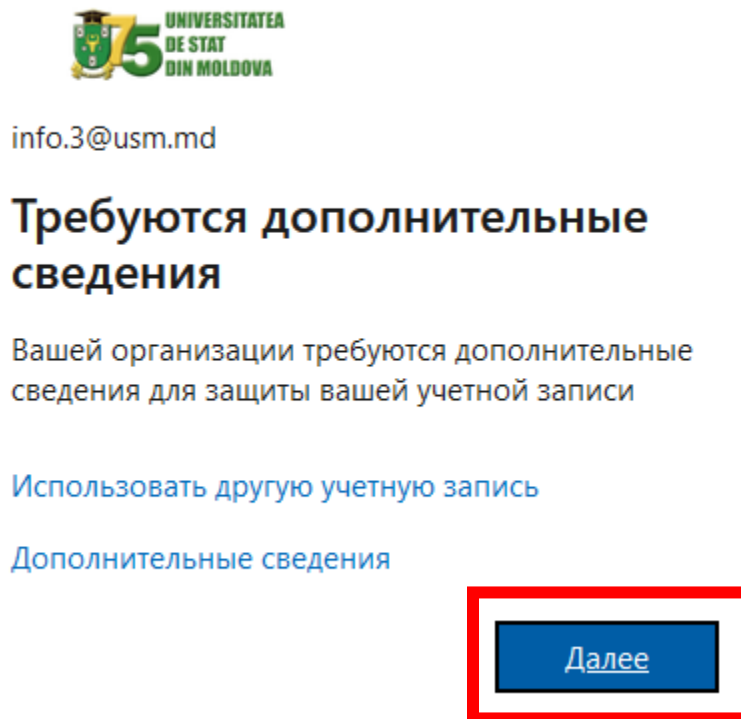 75 UNIVERSITATEA
DE STAT
DIN MOLDOVA
info.3@usm.md
Требуются дополнительные
сведения
Вашей организации требуются дополнительные
сведения для защиты вашей учетной записи
Использовать другую учетную запись
Дополнительные сведения
Далее